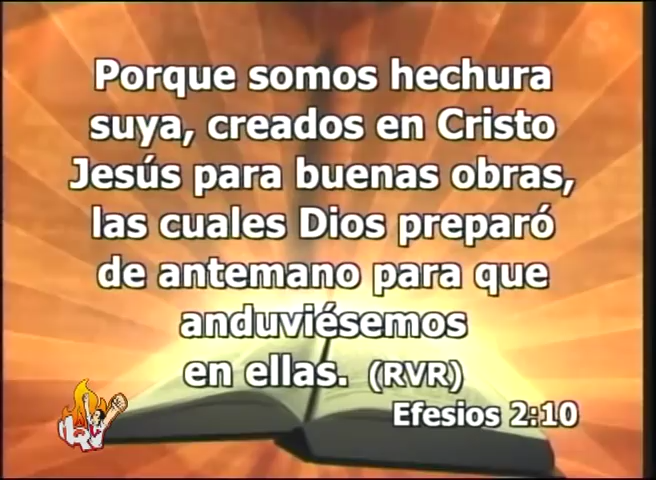 Porque somos hechura
suya, creados en Cristo
Jesús para buenas obras,
las cuales Dios preparó
de antemano para que
anduviésemos
en ellas. (RVR)
Efesios 2:10